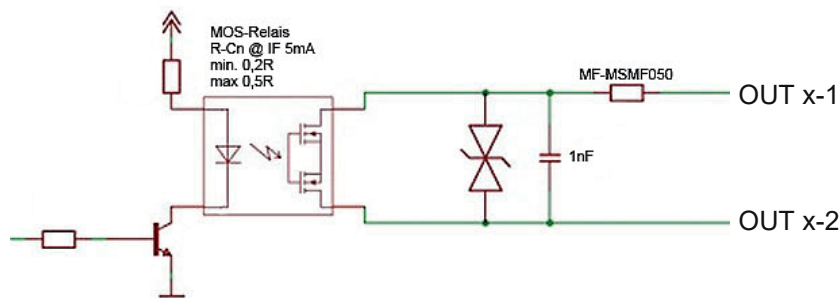 MOS-Relais
R-Cn @ IF 5mA
min. 0,2R
max 0,5R
MF-MSMF050
OUT x-1
1nF
OUT x-2